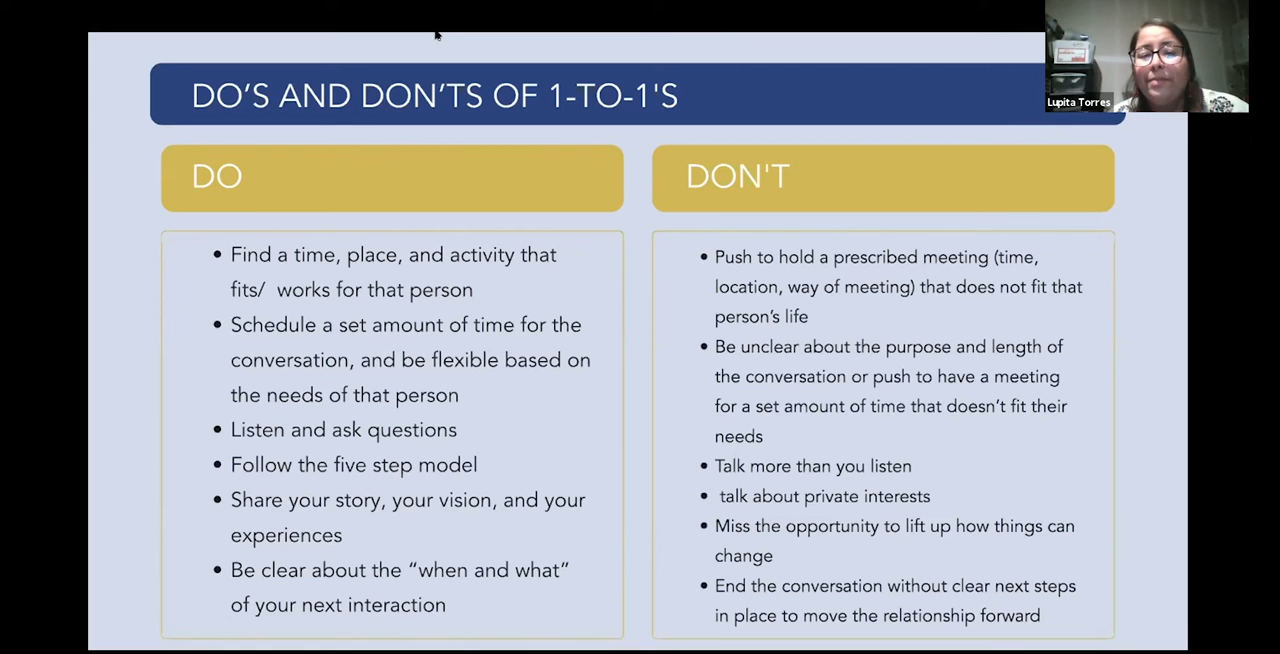 DO'S AND DON'TS OF 1-TO-1'S
Lupita Torres
DO
• Find a time, place, and activity that
fits/ works for that person
• Schedule a set amount of time for the
conversation, and be flexible based on
the needs of that person
• Listen and ask questions
• Follow the five step model
• Share your story, your vision, and your
experiences
• Be clear about the “when and what”
of your next interaction
DON'T
• Push to hold a prescribed meeting (time,
location, way of meeting) that does not fit that
person’s life
• Be unclear about the purpose and length of
the conversation or push to have a meeting
for a set amount of time that doesn’t fit their
needs
• Talk more than you listen
• talk about private interests
• Miss the opportunity to lift up how things can
change
• End the conversation without clear next steps
in place to move the relationship forward